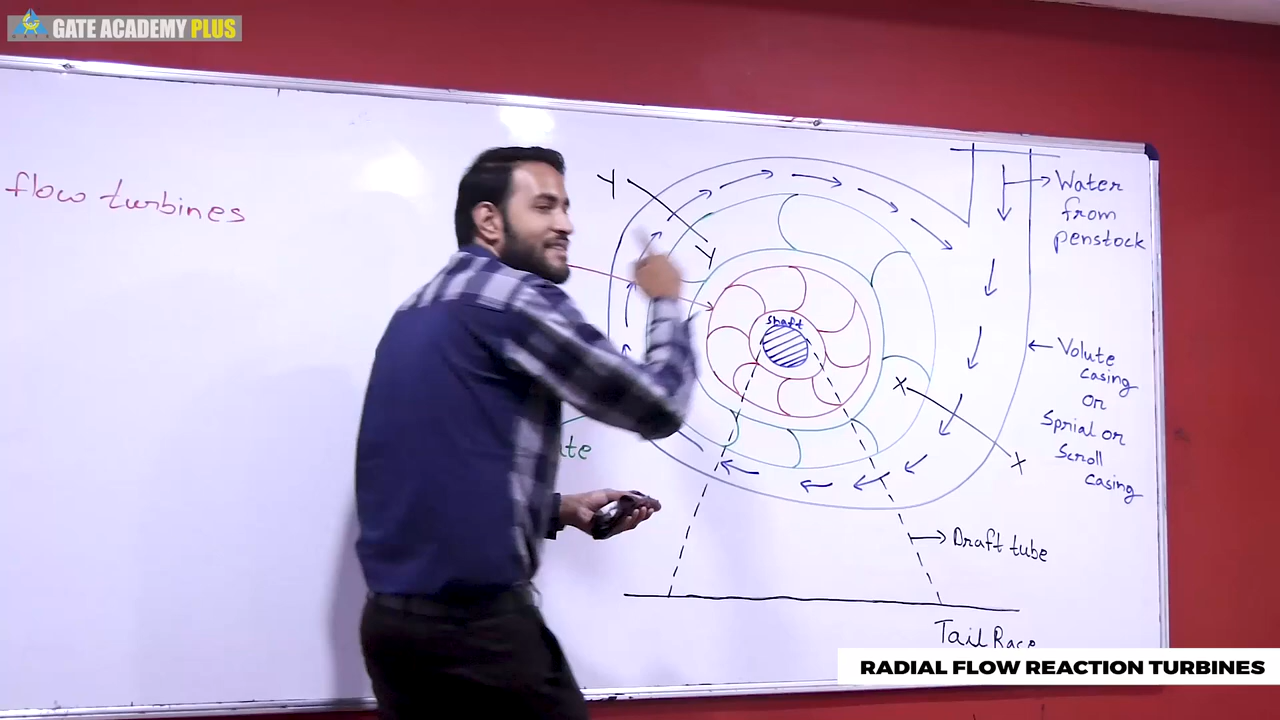 GATE ACADEMY PLUS
flow turbines
Y
Y
Water
from
penstock
shaft
Volute
casing
or
Sprial or
Scroll
casing
X
X
Draft tube
Tail Race
RADIAL FLOW REACTION TURBINES